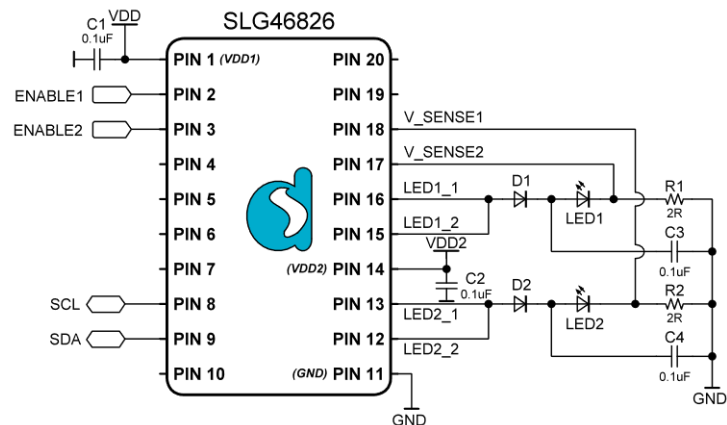 SLG46826
C1
0.1uF
VDD
PIN 1 (VDD1)
PIN 20
ENABLE1
PIN 2
PIN 19
ENABLE2
PIN 3
PIN 18
V_SENSE1
PIN 4
PIN 17
V_SENSE2
PIN 5
PIN 16
LED1_1
D1
LED1
R1
2R
PIN 6
PIN 15
LED1_2
C3
0.1uF
PIN 7
(VDD2) PIN 14
VDD2
C2
0.1uF
SCL
PIN 8
PIN 13
LED2_1
D2
LED2
R2
2R
SDA
PIN 9
PIN 12
LED2_2
C4
0.1uF
PIN 10
(GND) PIN 11
GND
GND